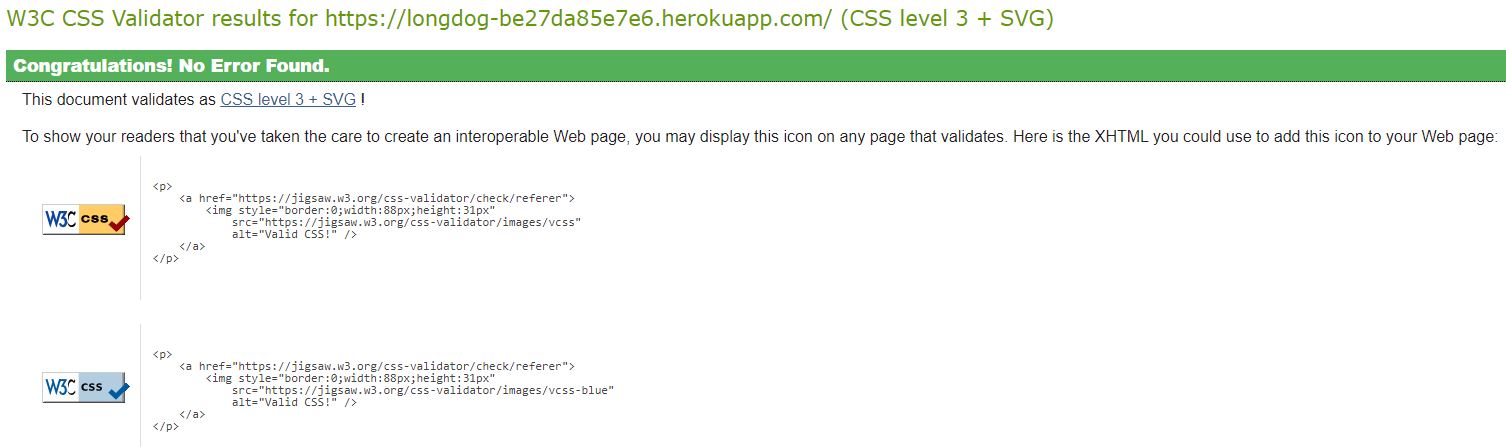 W3C CSS Validator results for https://longdog-be27da85e7e6.herokuapp.com/ (CSS level 3 + SVG)
Congratulations! No Error Found.
This document validates as CSS level 3 + SVG !
To show your readers that you've taken the care to create an interoperable Web page, you may display this icon on any page that validates. Here is the XHTML you could use to add this icon to your Web page:
<p>
<a href="https://jigsaw.w3.org/css-validator/check/referer">
<img style="border:0;width:88px;height:31px"
W3C css
src="https://jigsaw.w3.org/css-validator/images/vcss"
alt="Valid CSS!" />
</a>
</p>
<p>
<a href="https://jigsaw.w3.org/css-validator/check/referer">
<img style="border:0;width:88px;height:31px"
W3C css
src="https://jigsaw.w3.org/css-validator/images/vcss-blue"
alt="Valid CSS!" />
</a>
</p>